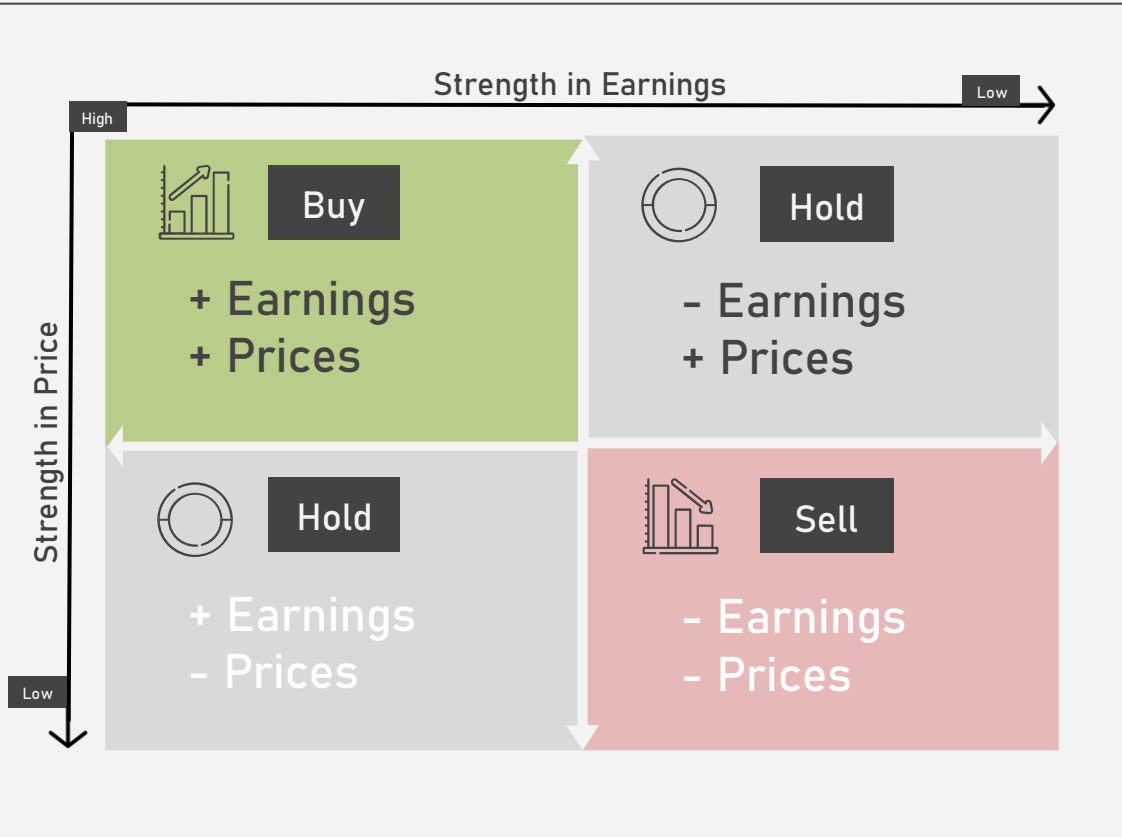 Strength in Earnings
Low
High
Buy
Hold
+ Earnings
+ Prices
- Earnings
+ Prices
Strength in Price
Hold
Sell
+ Earnings
- Prices
- Earnings
- Prices
Low